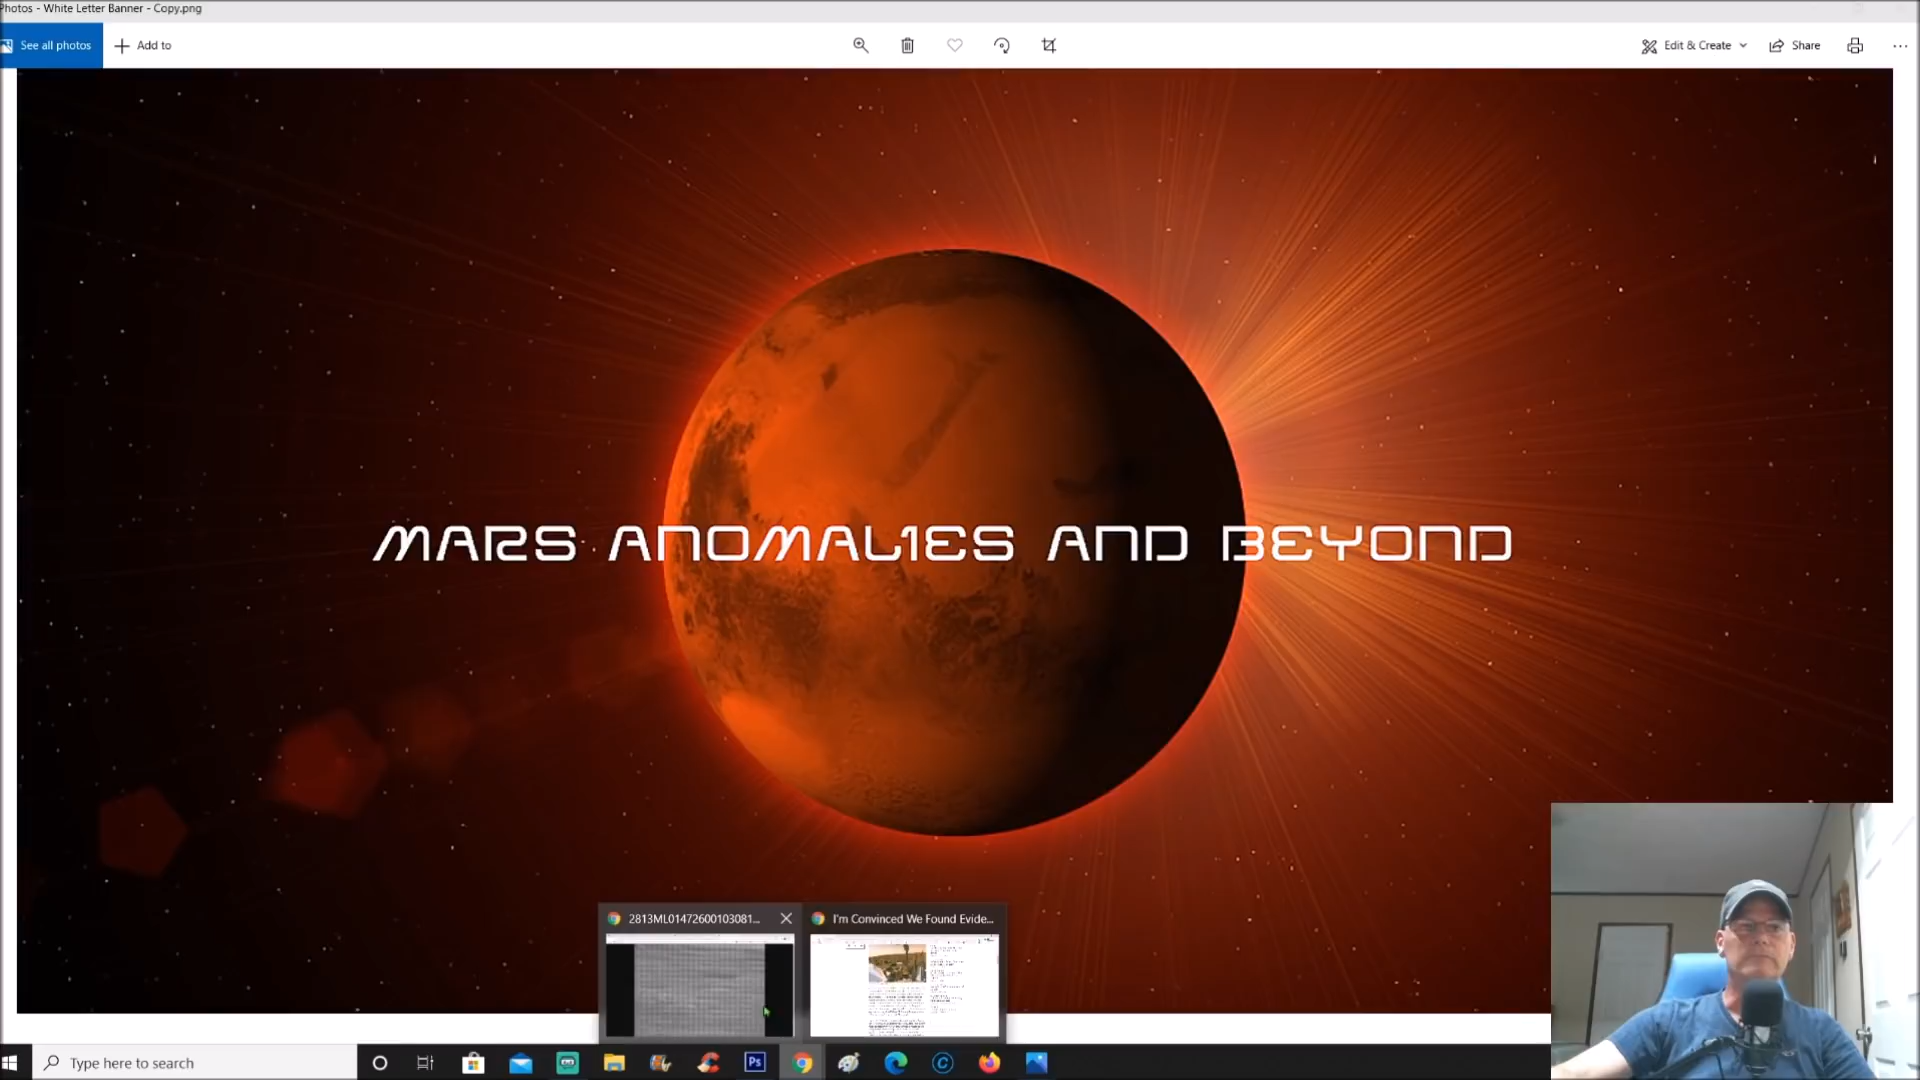 Photos - White Letter Banner - Copy.png
See all photos
Add to
Edit & Create
Share
MARS ANOMALIES AND BEYOND
2813ML01472600103081...
I'm Convinced We Found Evide...
Ps
Type here to search